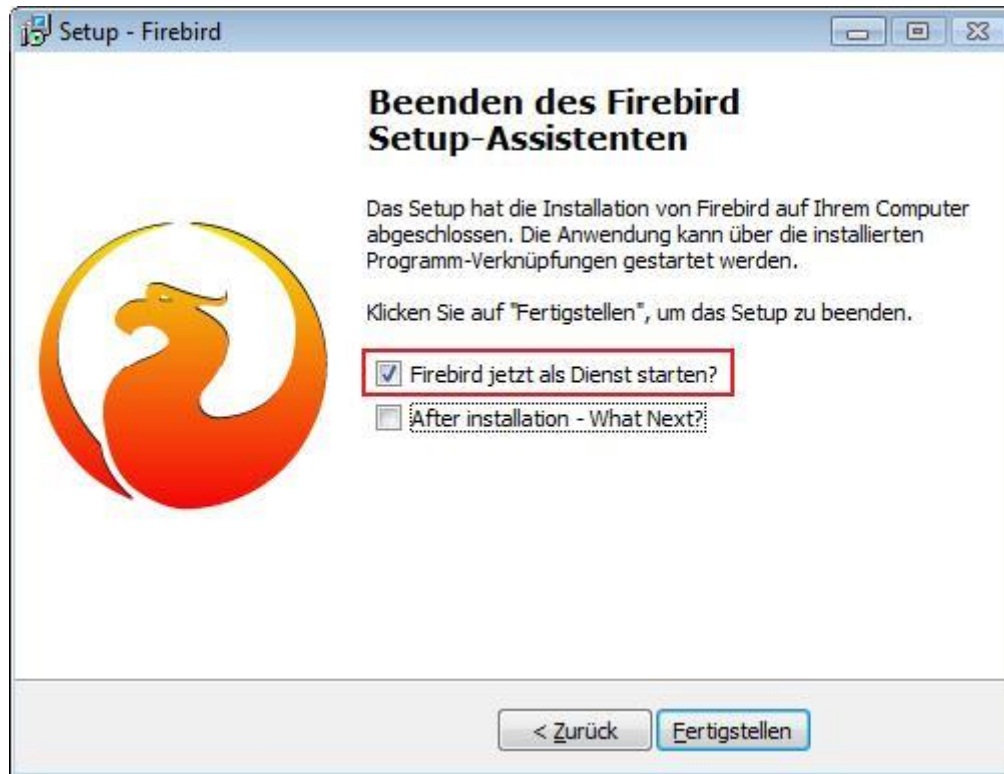 Setup - Firebird
Beenden des Firebird
Setup-Assistenten
Das Setup hat die Installation von Firebird auf Ihrem Computer
abgeschlossen. Die Anwendung kann über die installierten
Programm-Verknüpfungen gestartet werden.
Klicken Sie auf "Fertigstellen", um das Setup zu beenden.
Firebird jetzt als Dienst starten?
After installation - What Next?
< Zurück
Fertigstellen